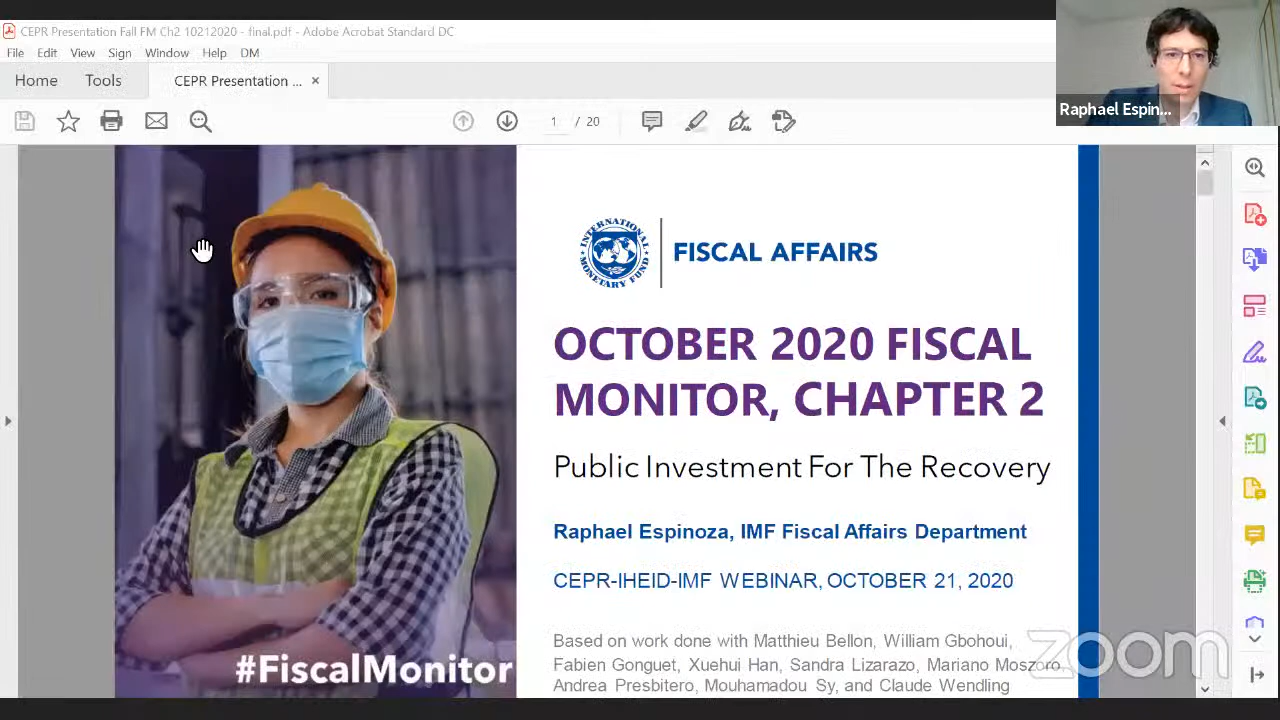 CEPR Presentation Fall FM Ch2 10212020 - final.pdf - Adobe Acrobat Standard DC
File Edit View Sign Window Help DM
Home Tools CEPR Presentation ... ×
Raphael Espin...
1 / 20
INTERNATIONAL MONETARY FUND
FISCAL AFFAIRS
OCTOBER 2020 FISCAL
MONITOR, CHAPTER 2
Public Investment For The Recovery
Raphael Espinoza, IMF Fiscal Affairs Department
CEPR-IHEID-IMF WEBINAR, OCTOBER 21, 2020
Based on work done with Matthieu Bellon, William Gbohoui,
Fabien Gonguet, Xuehui Han, Sandra Lizarazo, Mariano Moszoro,
Andrea Presbitero, Mouhamadou Sy, and Claude Wendling
#FiscalMonitor
zoom